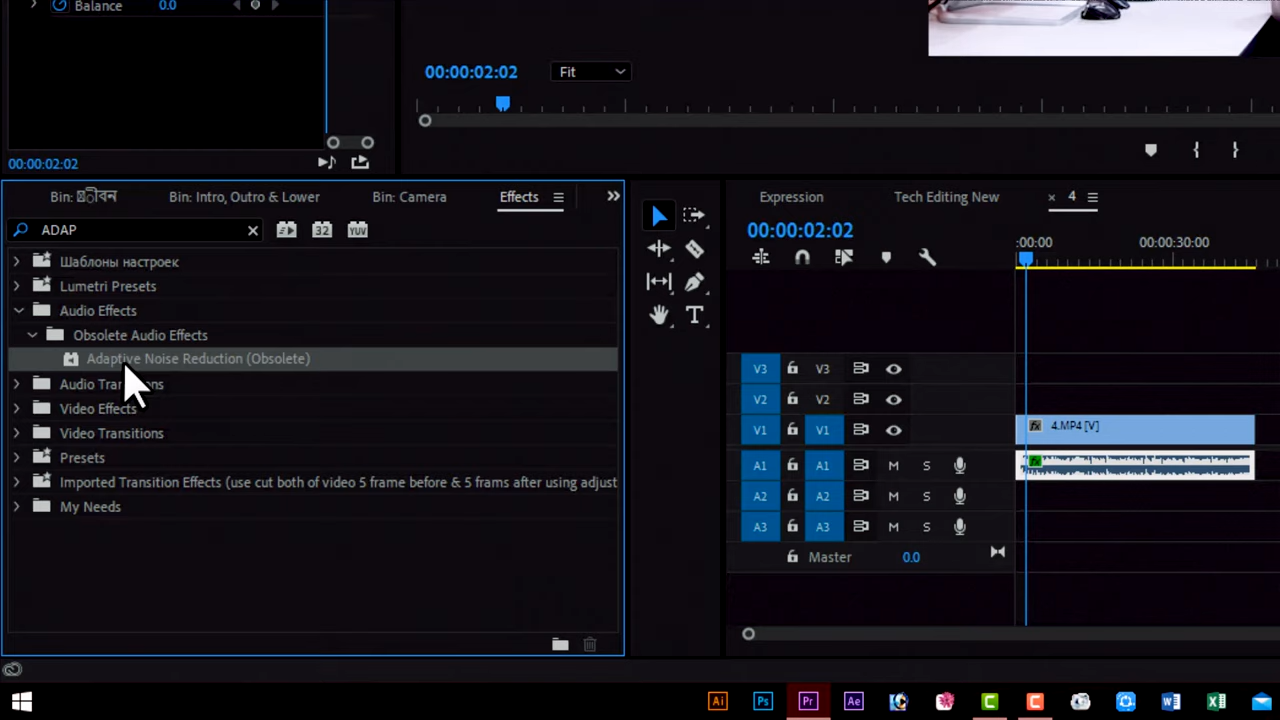 Balance 0.0
00:00:02:02 Fit
00:00:02:02
Bin: Bin: Intro, Outro & Lower Bin: Camera Effects
Expression Tech Editing New × 4
ADAP × 32 YUV
00:00:02:02
:00:00 00:00:30:00
Шаблоны настроек
Lumetri Presets
Audio Effects
Obsolete Audio Effects
Adaptive Noise Reduction (Obsolete)
Audio Transitions
Video Effects
Video Transitions
Presets
Imported Transition Effects (use cut both of video 5 frame before & 5 frams after using adjust
My Needs
V3 V3
V2 V2
V1 V1 fx 4.MP4 [V]
A1 A1 M S fx
A2 A2 M S
A3 A3 M S
Master 0.0
Ai Ps Pr Ae